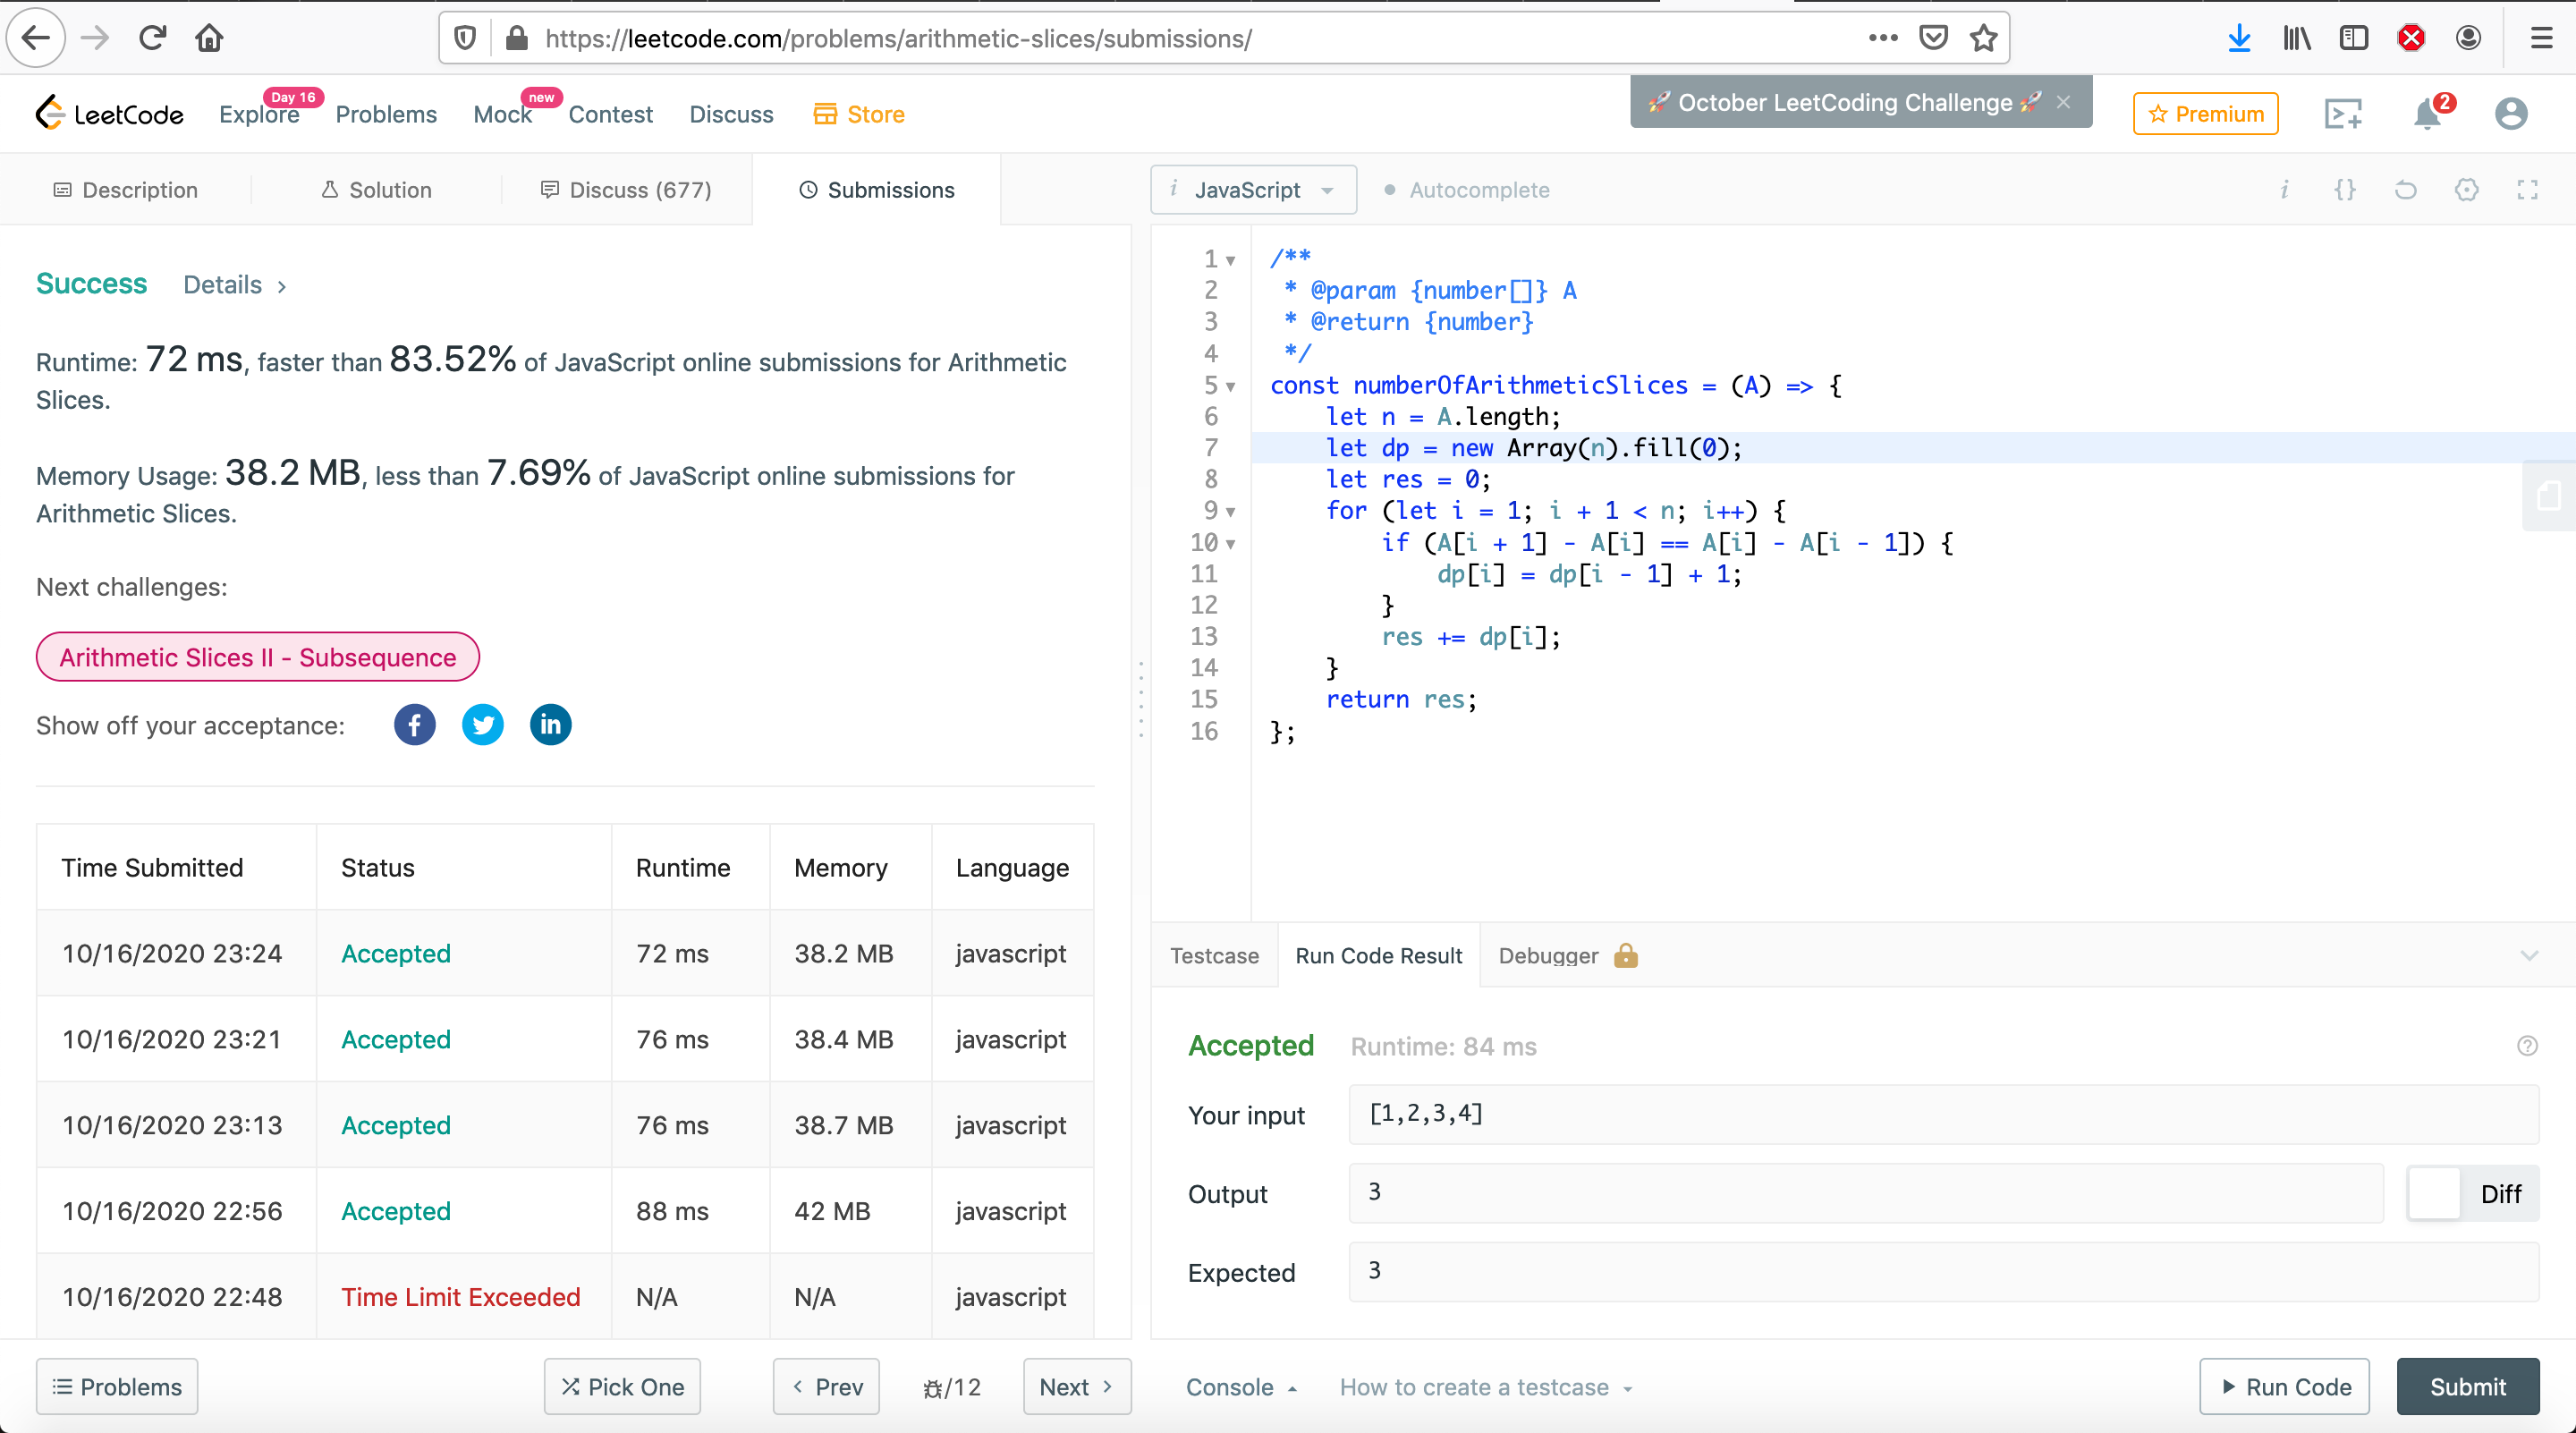 https://leetcode.com/problems/arithmetic-slices/submissions/
LeetCode
Explore
Day 16
Problems
Mock
new
Contest
Discuss
Store
🚀 October LeetCoding Challenge 🚀 ×
Premium
2
Description
Solution
Discuss (677)
Submissions
i JavaScript
Autocomplete
Success Details >
Runtime: 72 ms, faster than 83.52% of JavaScript online submissions for Arithmetic
Slices.
Memory Usage: 38.2 MB, less than 7.69% of JavaScript online submissions for
Arithmetic Slices.
Next challenges:
Arithmetic Slices II - Subsequence
Show off your acceptance:
Time Submitted Status Runtime Memory Language
10/16/2020 23:24 Accepted 72 ms 38.2 MB javascript
10/16/2020 23:21 Accepted 76 ms 38.4 MB javascript
10/16/2020 23:13 Accepted 76 ms 38.7 MB javascript
10/16/2020 22:56 Accepted 88 ms 42 MB javascript
10/16/2020 22:48 Time Limit Exceeded N/A N/A javascript
Problems
Pick One
< Prev
/12
Next >
1 /**
2  * @param {number[]} A
3  * @return {number}
4  */
5 const numberOfArithmeticSlices = (A) => {
6     let n = A.length;
7     let dp = new Array(n).fill(0);
8     let res = 0;
9     for (let i = 1; i + 1 < n; i++) {
10         if (A[i + 1] - A[i] == A[i] - A[i - 1]) {
11             dp[i] = dp[i - 1] + 1;
12         }
13         res += dp[i];
14     }
15     return res;
16 };
Testcase
Run Code Result
Debugger
Accepted Runtime: 84 ms
Your input [1,2,3,4]
Output 3
Diff
Expected 3
Console
How to create a testcase
Run Code
Submit